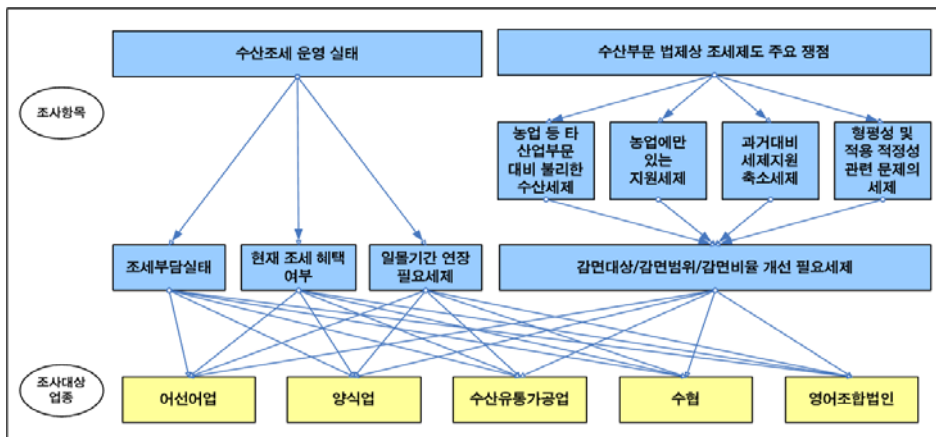 수산조세 운영 실태
수산부문 법제상 조세제도 주요 쟁점
조사항목
농업 등 타
산업부문
대비 불리한
수산세제
농업에만
있는
지원세제
과거대비
세제지원
축소세제
형평성 및
적용 적정성
관련 문제의
세제
조세부담실태
현재 조세 혜택
여부
일몰기간 연장
필요세제
감면대상/감면범위/감면비율 개선 필요세제
조사대상
업종
어선어업
양식업
수산유통가공업
수협
영어조합법인